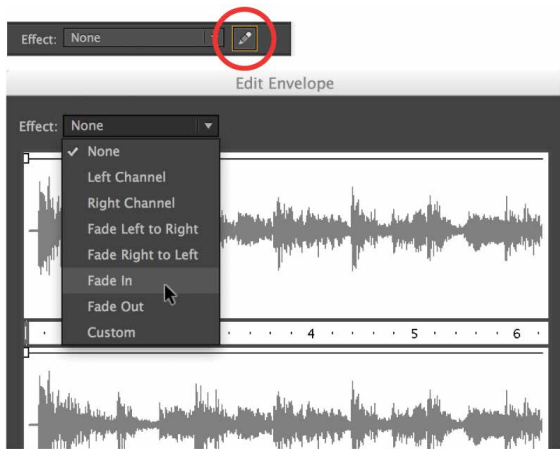 Effect: None
Edit Envelope
Effect: None
None
Left Channel
Right Channel
Fade Left to Right
Fade Right to Left
Fade In
Fade Out
Custom
4 5 6